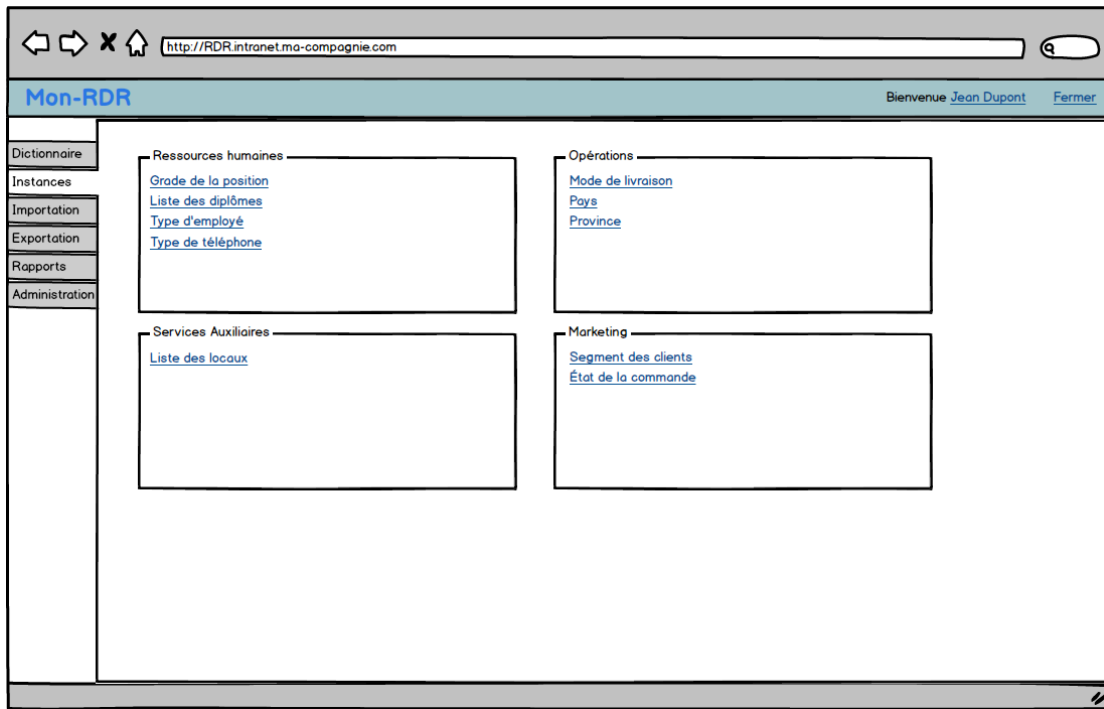 http://RDR.intranet.ma-compagnie.com
Mon-RDR
Bienvenue Jean Dupont Fermer
Dictionnaire
Instances
Importation
Exportation
Rapports
Administration
Ressources humaines
Grade de la position
Liste des diplômes
Type d'employé
Type de téléphone
Opérations
Mode de livraison
Pays
Province
Services Auxiliaires
Liste des locaux
Marketing
Segment des clients
État de la commande